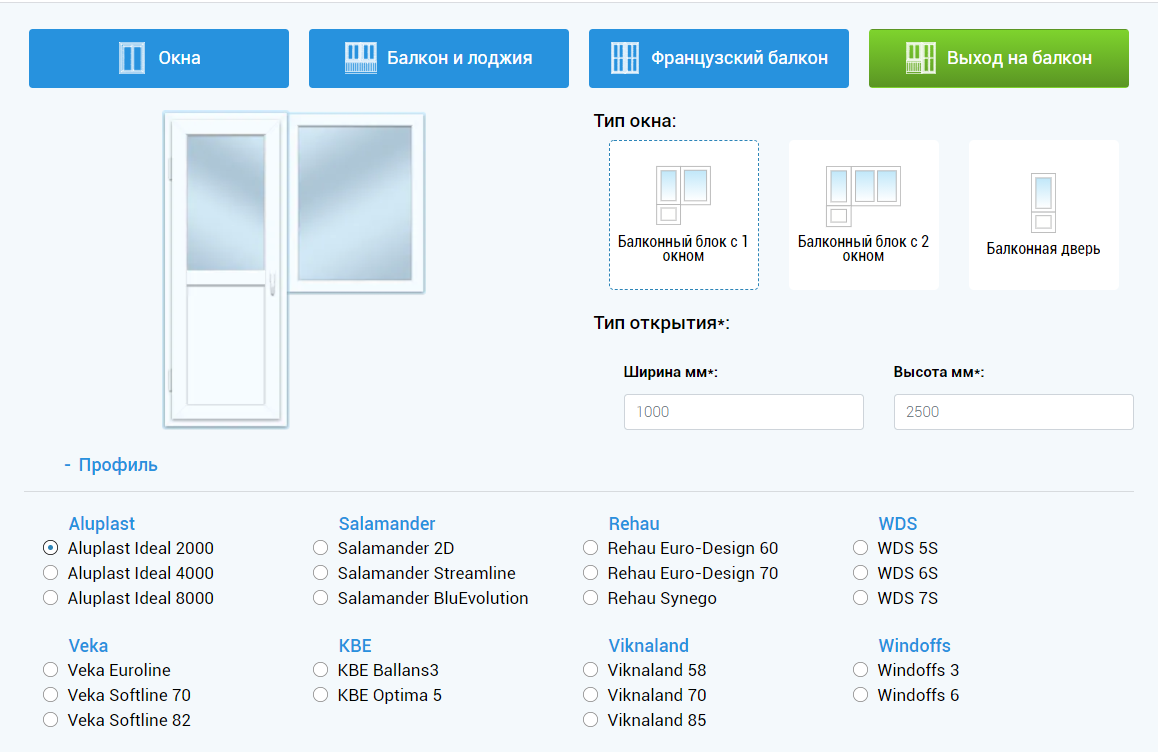 Окна
Балкон и лоджия
Французский балкон
Выход на балкон
Тип окна:
Балконный блок с 1
окном
Балконный блок с 2
окном
Балконная дверь
Тип открытия*:
Ширина мм*:
Высота мм*:
1000
2500
- Профиль
Aluplast
Aluplast Ideal 2000
Aluplast Ideal 4000
Aluplast Ideal 8000
Salamander
Salamander 2D
Salamander Streamline
Salamander BluEvolution
Rehau
Rehau Euro-Design 60
Rehau Euro-Design 70
Rehau Synego
WDS
WDS 5S
WDS 6S
WDS 7S
Veka
Veka Euroline
Veka Softline 70
Veka Softline 82
KBE
KBE Ballans3
KBE Optima 5
Viknaland
Viknaland 58
Viknaland 70
Viknaland 85
Windoffs
Windoffs 3
Windoffs 6